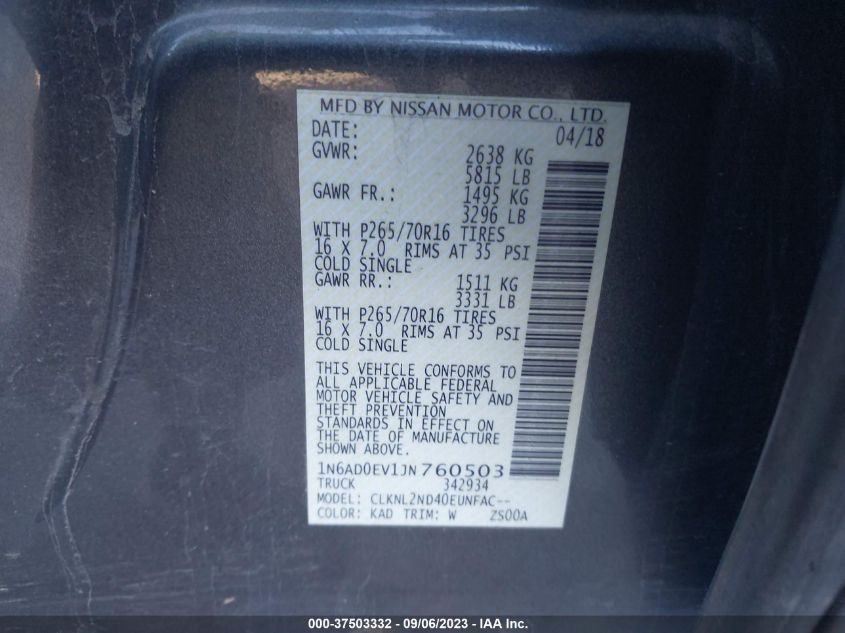 MFD BY NISSAN MOTOR CO., LTD.
DATE: 04/18
GVWR: 2638 KG
5815 LB
GAWR FR.: 1495 KG
3296 LB
WITH P265/70R16 TIRES
16 X 7.0 RIMS AT 35 PSI
COLD SINGLE
GAWR RR.: 1511 KG
3331 LB
WITH P265/70R16 TIRES
16 X 7.0 RIMS AT 35 PSI
COLD SINGLE
THIS VEHICLE CONFORMS TO
ALL APPLICABLE FEDERAL
MOTOR VEHICLE SAFETY AND
THEFT PREVENTION
STANDARDS IN EFFECT ON
THE DATE OF MANUFACTURE
SHOWN ABOVE.
1N6AD0EV1JN760503
TRUCK 342934
MODEL: CLKNL2ND40EUNFAC--
COLOR: KAD TRIM: W ZS00A
000-37503332 - 09/06/2023 - IAA Inc.